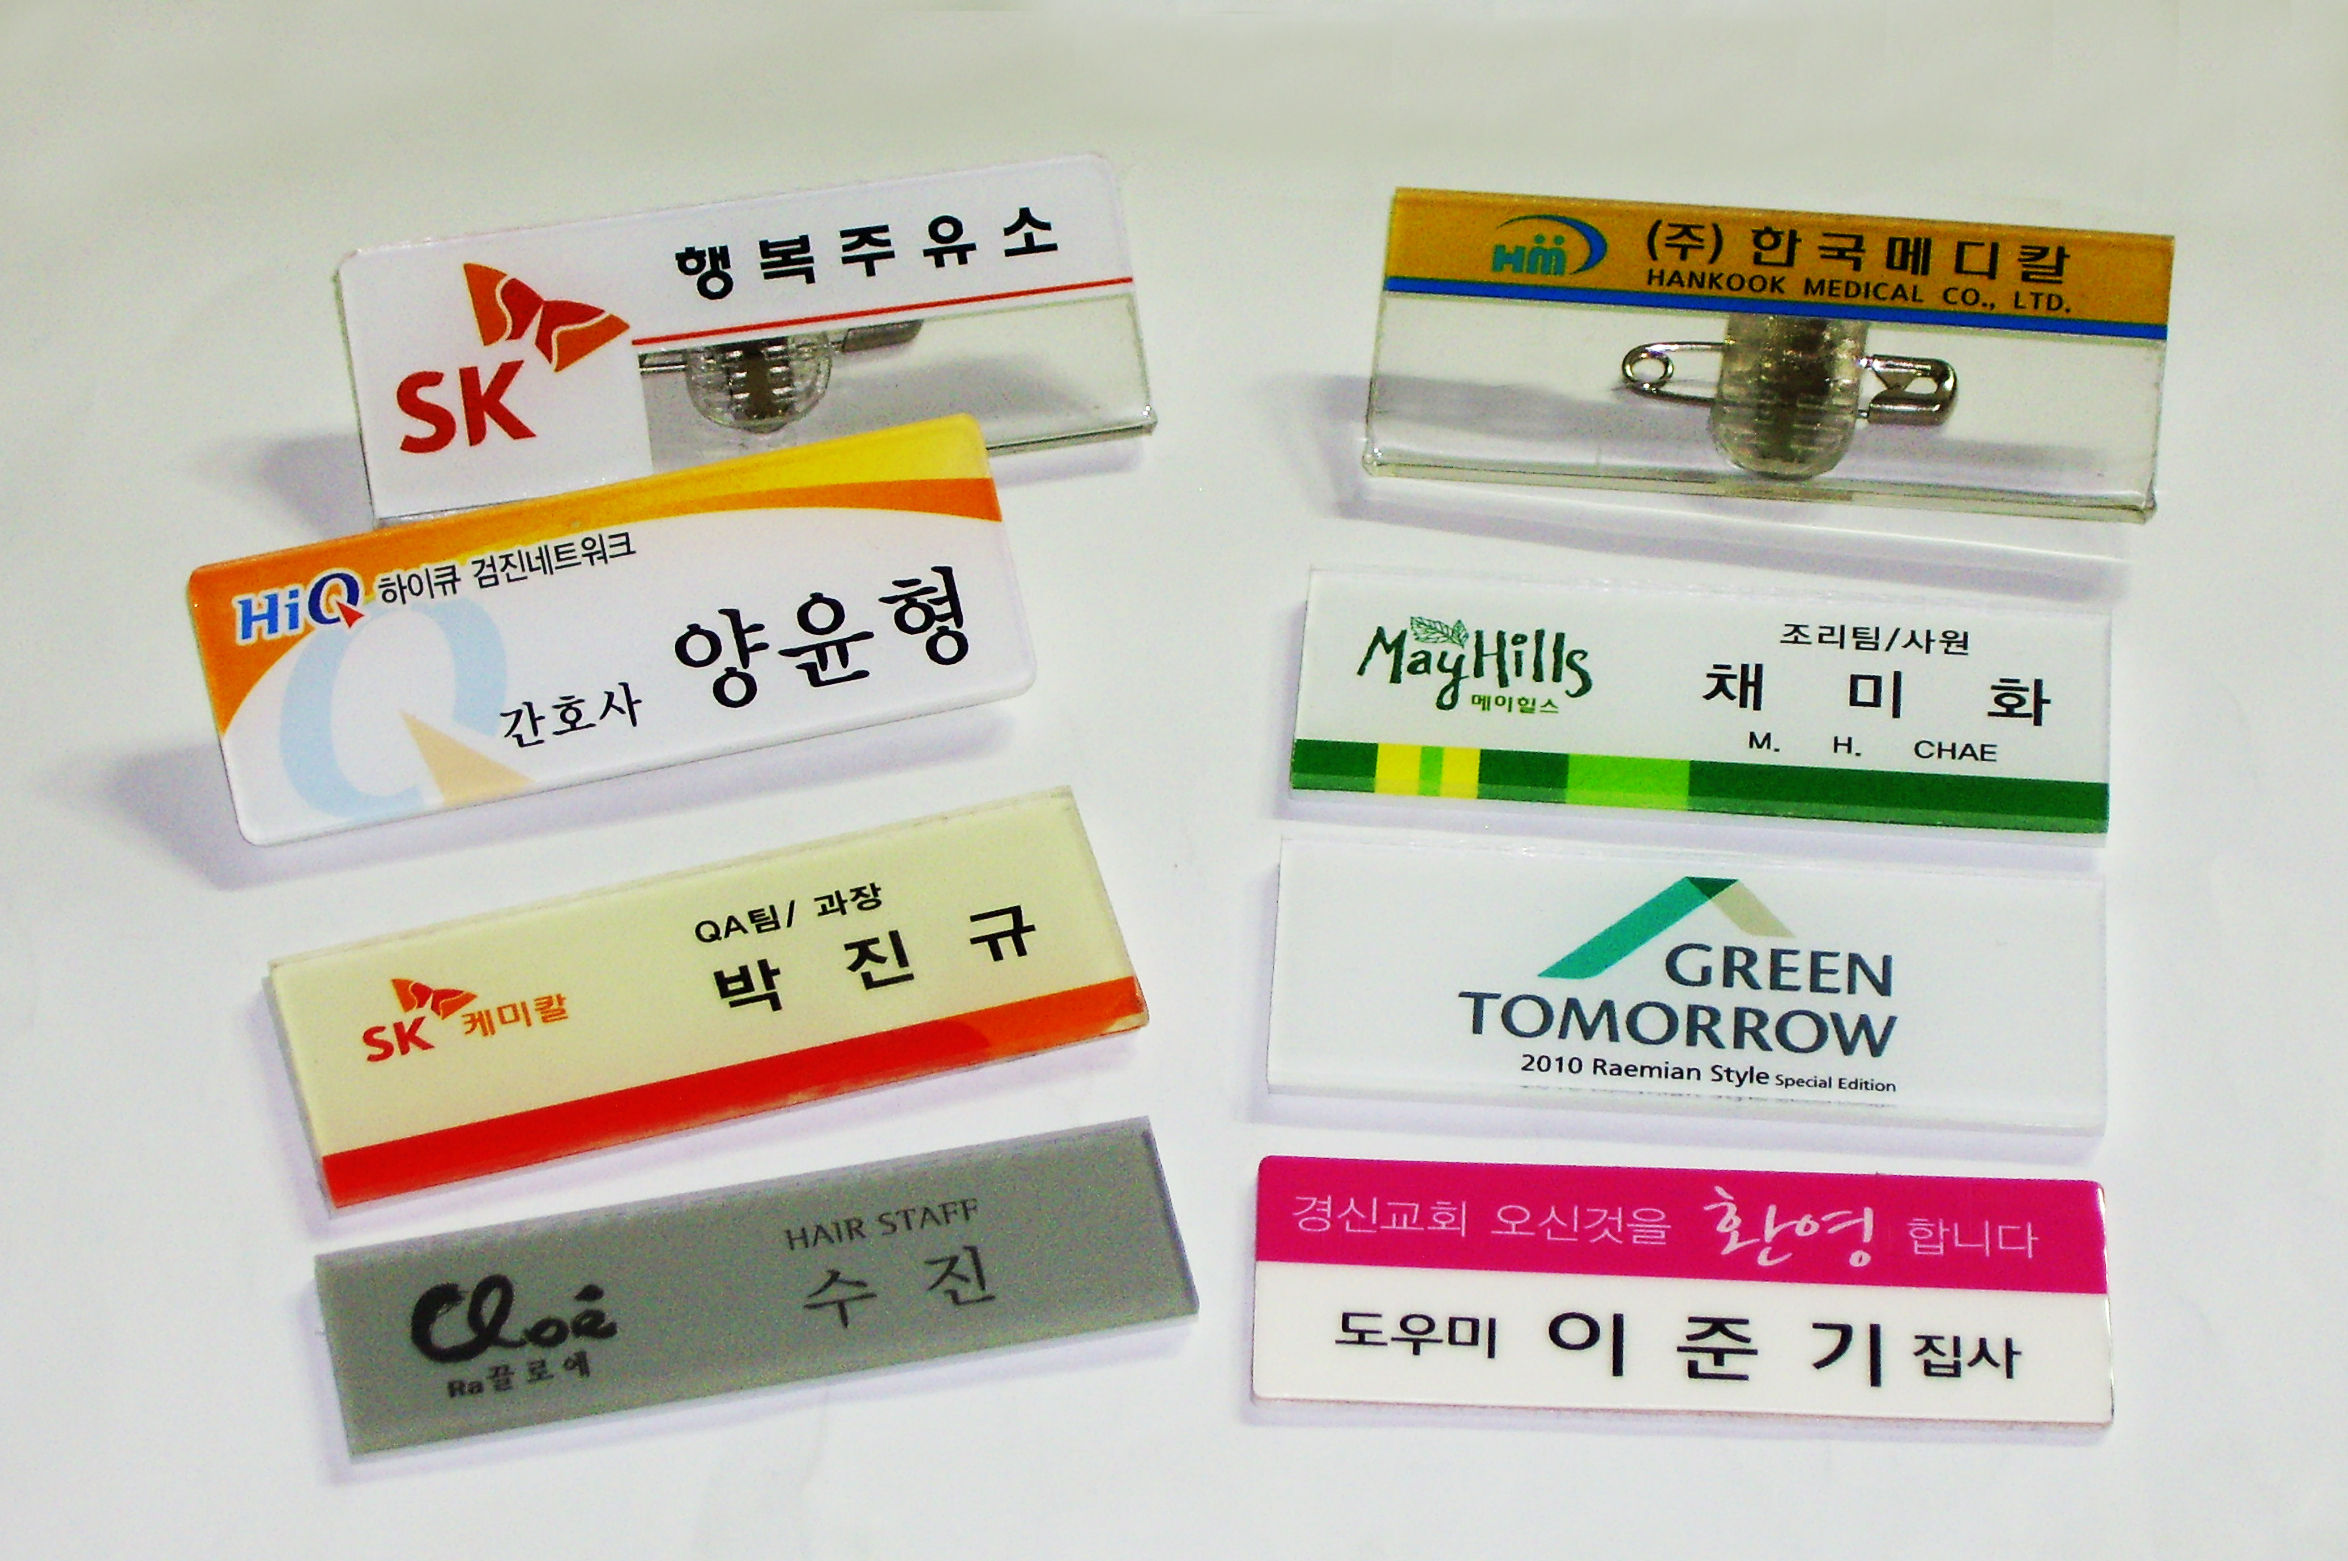 행복주유소
SK
HiQ 하이큐 검진네트워크
간호사 양윤형
QA팀/ 과장
박 진 규
SK 케미칼
HAIR STAFF
수 진
Cloé
Ra끌로에
(주) 한국메디칼
HANKOOK MEDICAL CO., LTD.
HM
MayHills
메이힐스
조리팀/사원
채 미 화
M. H. CHAE
GREEN
TOMORROW
2010 Raemian Style Special Edition
경신교회 오신것을 환영 합니다
도우미 이 준 기 집사